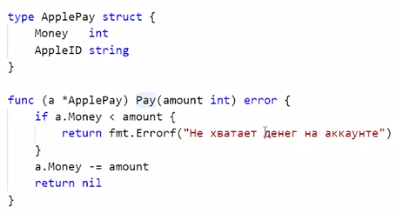 type ApplePay struct {
    Money   int
    AppleID string
}
func (a *ApplePay) Pay(amount int) error {
    if a.Money < amount {
        return fmt.Errorf("Не хватает денег на аккаунте")
    }
    a.Money -= amount
    return nil
}